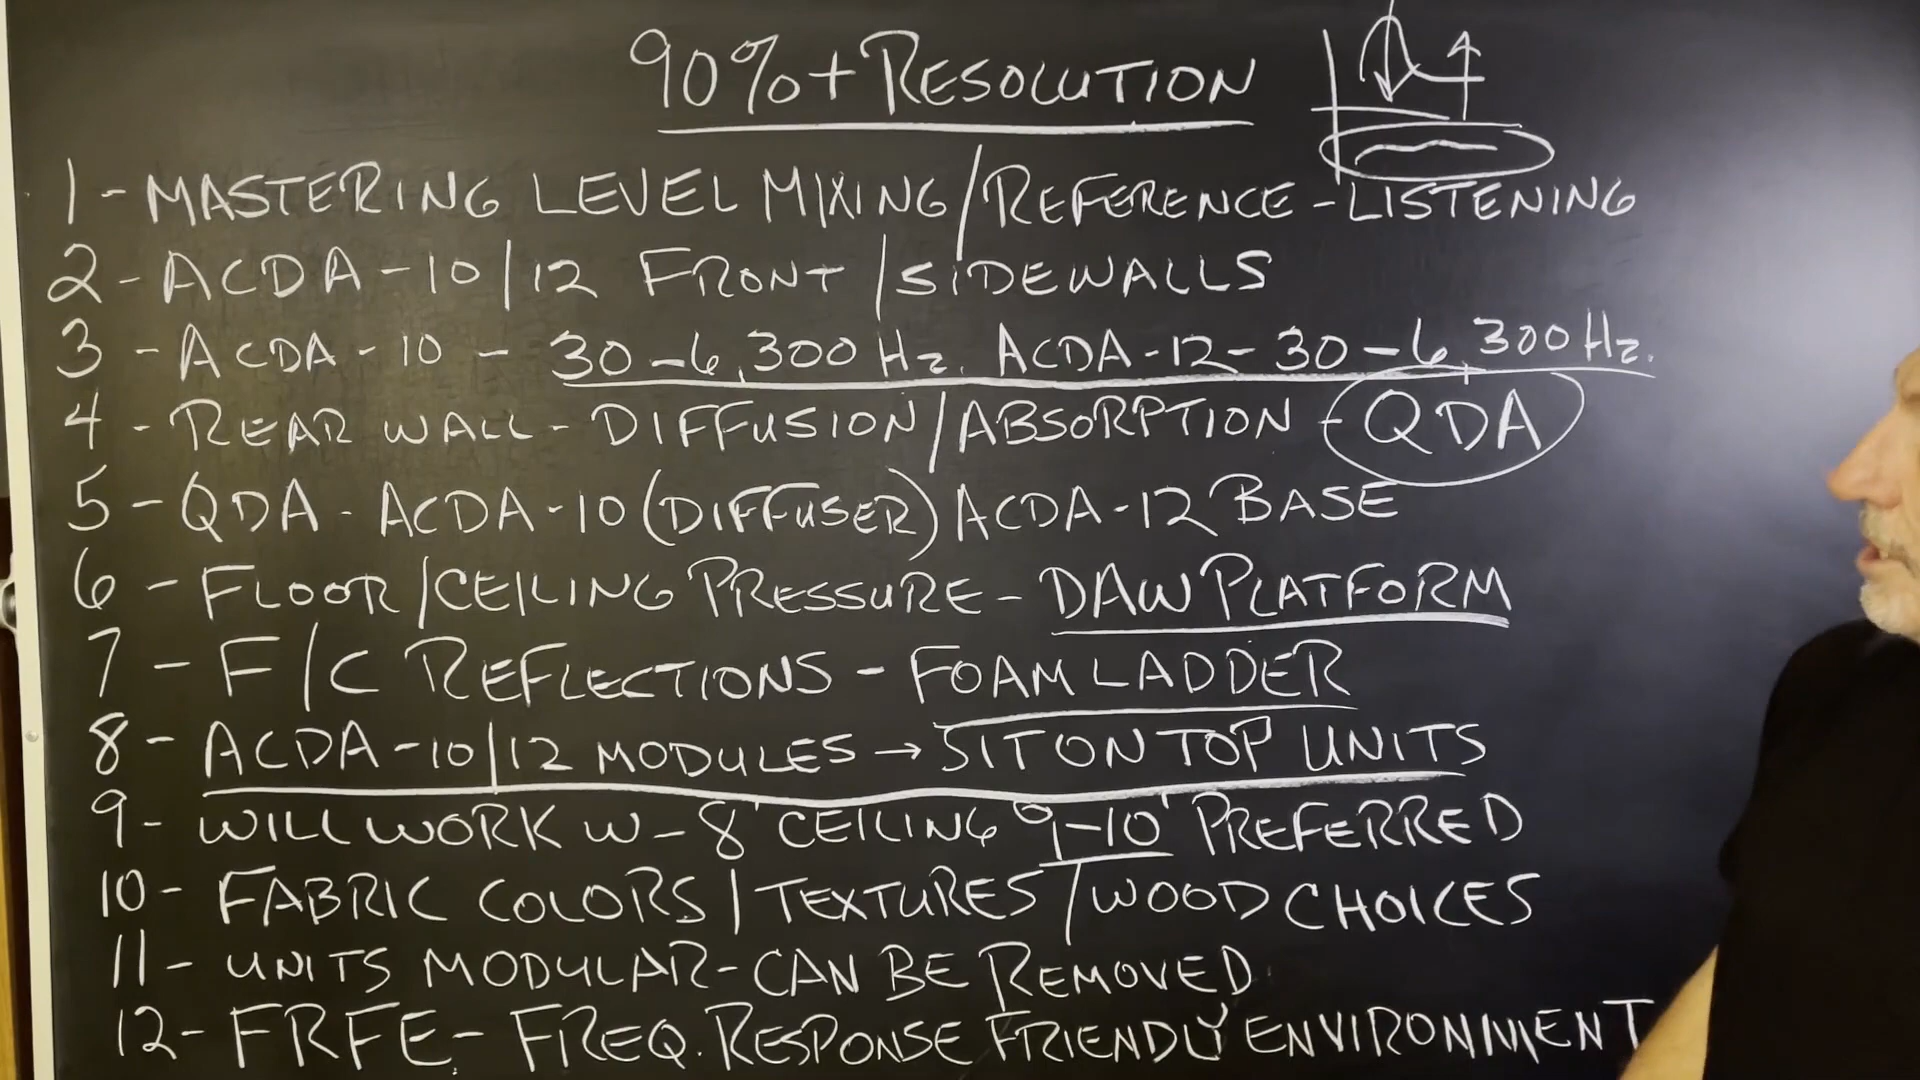 90%+ RESOLUTION
1 - MASTERING LEVEL MIXING/REFERENCE - LISTENING
2 - ACDA - 10/12 FRONT/SIDEWALLS
3 - ACDA - 10 - 30 - 6,300 Hz. ACDA - 12 - 30 - 6,300 Hz.
4 - REAR WALL - DIFFUSION/ABSORPTION - QDA
5 - QDA - ACDA - 10 (DIFFUSER) ACDA - 12 BASE
6 - FLOOR/CEILING PRESSURE - DAW PLATFORM
7 - F/C REFLECTIONS - FOAM LADDER
8 - ACDA - 10/12 MODULES → SIT ON TOP UNITS
9 - WILL WORK W - 8' CEILING 9-10' PREFERRED
10 - FABRIC COLORS/TEXTURES/WOOD CHOICES
11 - UNITS MODULAR - CAN BE REMOVED
12 - FRFE - FREQ. RESPONSE FRIENDLY ENVIRONMENT